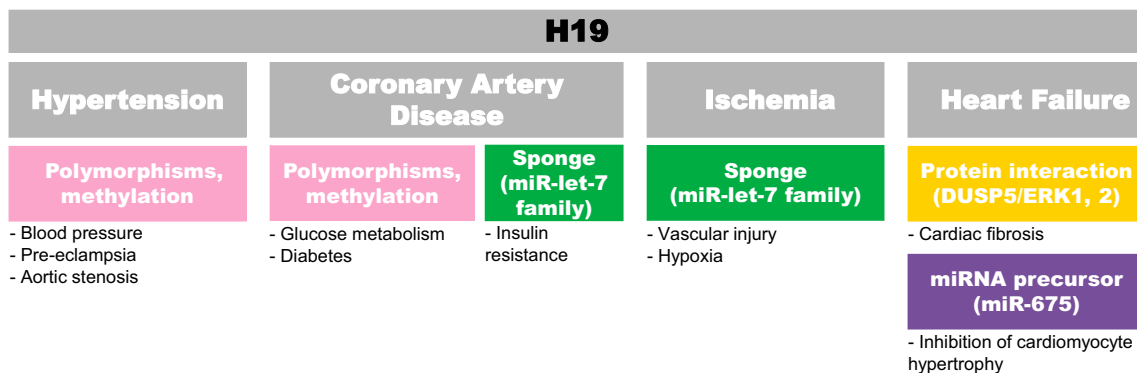 H19
Hypertension
Polymorphisms,
methylation
- Blood pressure
- Pre-eclampsia
- Aortic stenosis
Coronary Artery
Disease
Polymorphisms,
methylation
- Glucose metabolism
- Diabetes
Sponge
(miR-let-7
family)
- Insulin
resistance
Ischemia
Sponge
(miR-let-7 family)
- Vascular injury
- Hypoxia
Heart Failure
Protein interaction
(DUSP5/ERK1, 2)
- Cardiac fibrosis
miRNA precursor
(miR-675)
- Inhibition of cardiomyocyte
hypertrophy